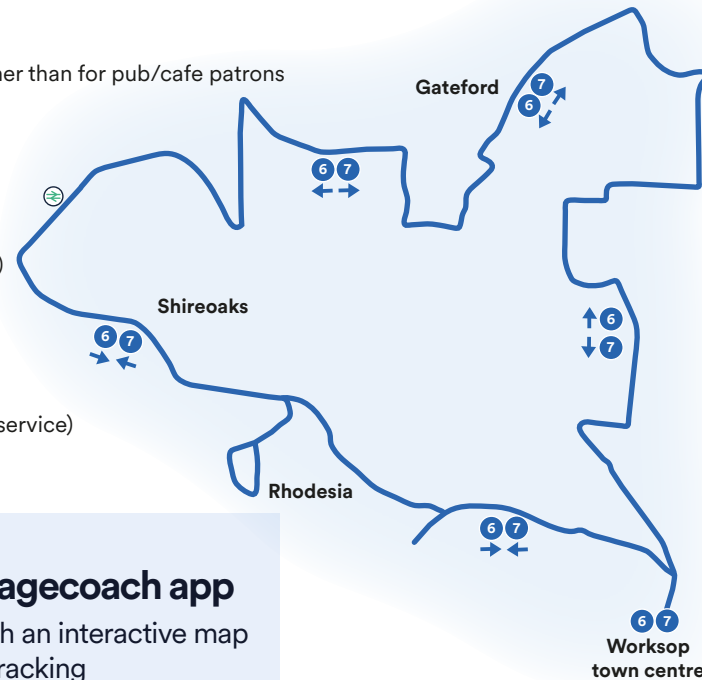 her than for pub/cafe patrons
Gateford
7
6
6 7
)
Shireoaks
6 7
6
7
service)
Rhodesia
6 7
agecoach app
h an interactive map
racking
6 7
Worksop
town centre